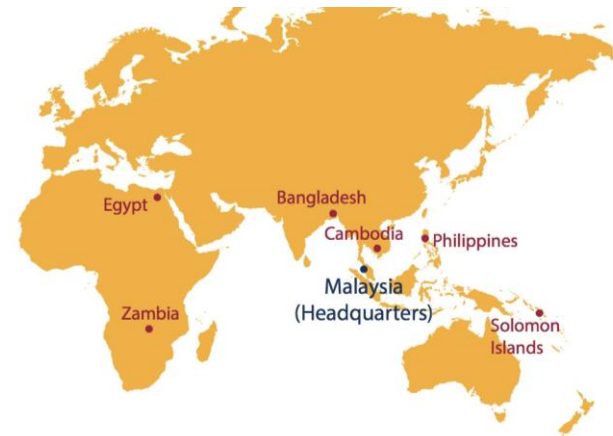 Egypt
Bangladesh
Cambodia
Philippines
Malaysia
(Headquarters)
Zambia
Solomon
Islands